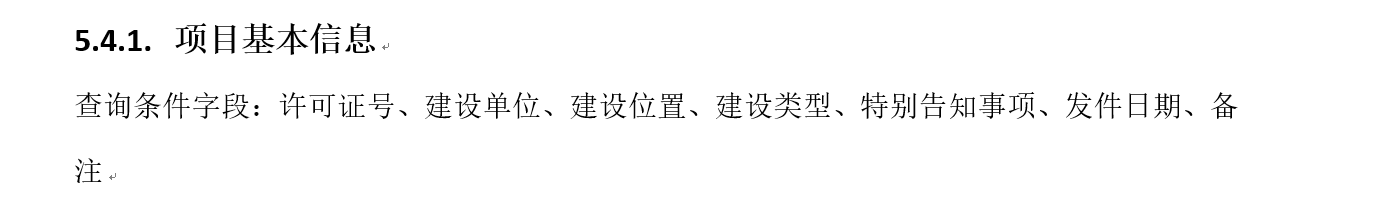 5.4.1. 项目基本信息
查询条件字段：许可证号、建设单位、建设位置、建设类型、特别告知事项、发件日期、备
注